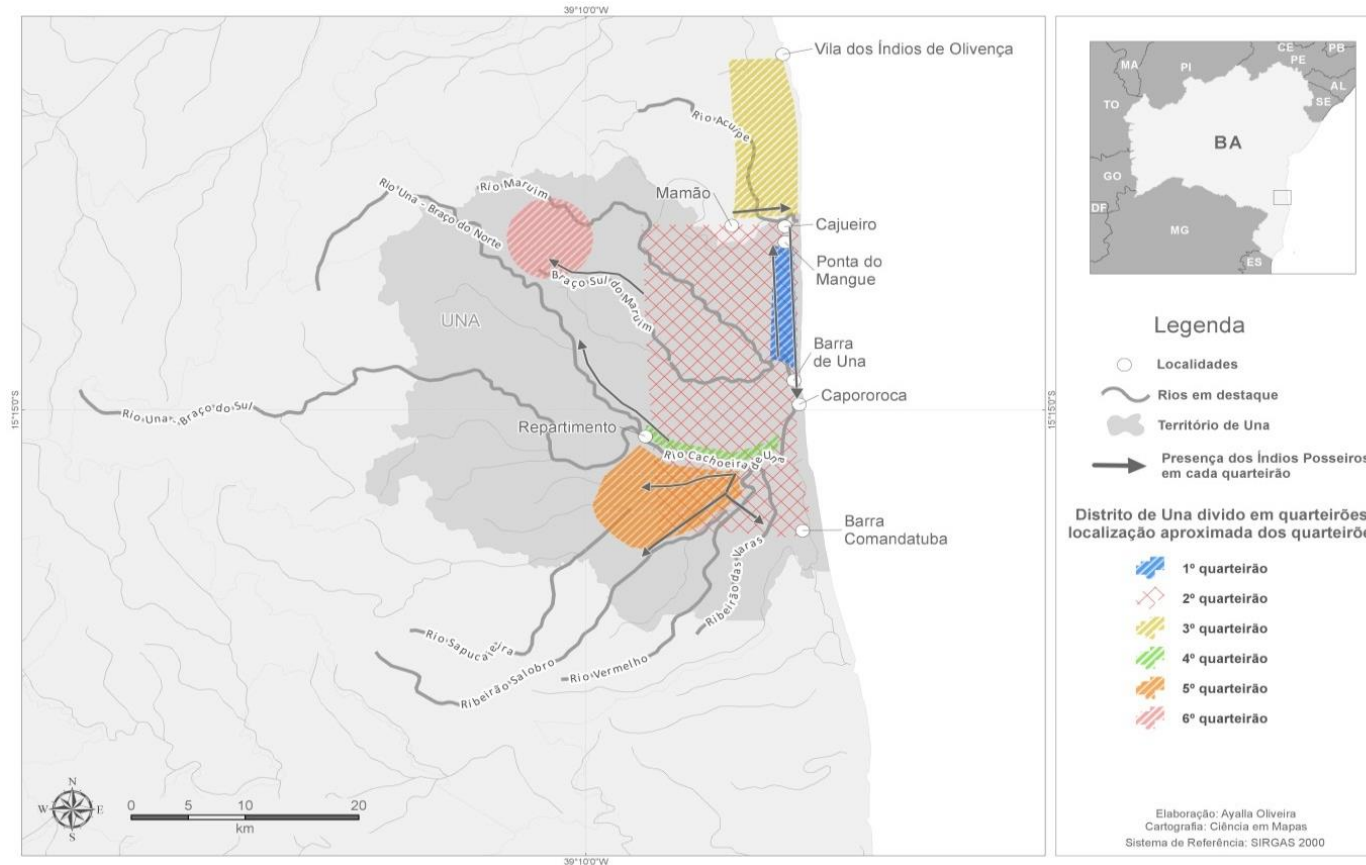 39°10'0"W
Vila dos Índios de Olivença
Rio Acuípe
Mamão
Rio Maruim
Rio Una - Braço do Norte
Cajueiro
Ponta do
Mangue
Braço Sul do Maruim
UNA
Barra
de Una
Capororoca
15°15'0"S
15°15'0"S
Rio Una - Braço do Sul
Repartimento
Rio Cachoeira de Una
Barra
Comandatuba
Ribeirão das Varas
Rio Sapucaieira
Ribeirão Salobro
Rio Vermelho
N
W
E
S
0 5 10 20
km
39°10'0"W
MA
PI
CE
PB
PE
AL
SE
TO
BA
GO
DF
MG
ES
Legenda
Localidades
Rios em destaque
Território de Una
Presença dos Índios Posseiros
em cada quarteirão
Distrito de Una divido em quarteirões
localização aproximada dos quarteirõe
1º quarteirão
2º quarteirão
3º quarteirão
4º quarteirão
5º quarteirão
6º quarteirão
Elaboração: Ayalla Oliveira
Cartografia: Ciência em Mapas
Sistema de Referência: SIRGAS 2000